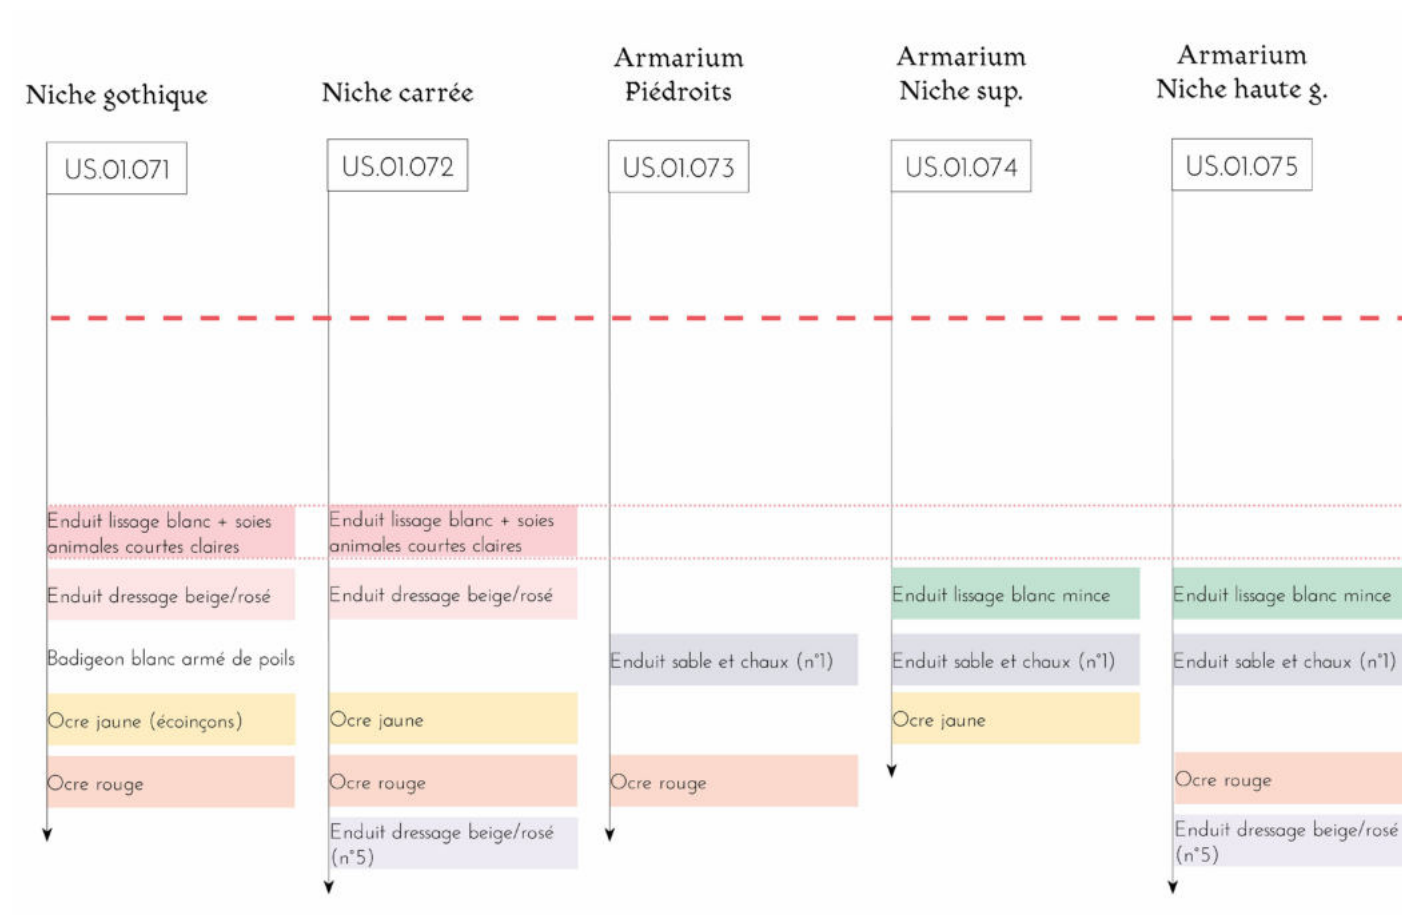 Niche gothique
Niche carrée
Armarium
Piédroits
Armarium
Niche sup.
Armarium
Niche haute g.
US.01.071
US.01.072
US.01.073
US.01.074
US.01.075
Enduit lissage blanc + soies
animales courtes claires
Enduit lissage blanc + soies
animales courtes claires
Enduit dressage beige/rosé
Enduit dressage beige/rosé
Enduit lissage blanc mince
Enduit lissage blanc mince
Badigeon blanc armé de poils
Enduit sable et chaux (n°1)
Enduit sable et chaux (n°1)
Enduit sable et chaux (n°1)
Ocre jaune (écoinçons)
Ocre jaune
Ocre jaune
Ocre rouge
Ocre rouge
Ocre rouge
Ocre rouge
Enduit dressage beige/rosé
(n°5)
Enduit dressage beige/rosé
(n°5)